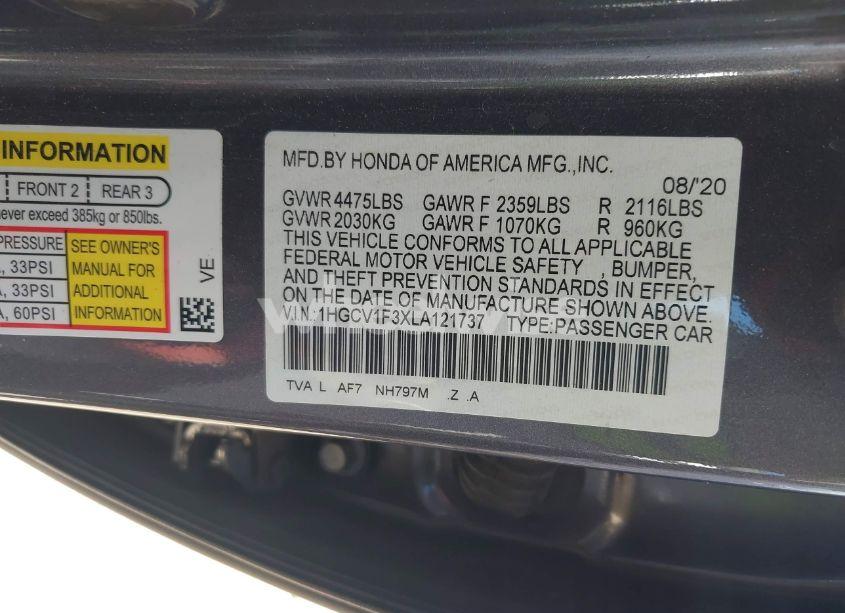 INFORMATION
FRONT 2 REAR 3
never exceed 385kg or 850lbs.
PRESSURE SEE OWNER'S
, 33PSI MANUAL FOR
, 33PSI ADDITIONAL
A, 60PSI INFORMATION
VE
MFD.BY HONDA OF AMERICA MFG.,INC.
08/'20
GVWR 4475LBS GAWR F 2359LBS R 2116LBS
GVWR 2030KG GAWR F 1070KG R 960KG
THIS VEHICLE CONFORMS TO ALL APPLICABLE
FEDERAL MOTOR VEHICLE SAFETY , BUMPER,
AND THEFT PREVENTION STANDARDS IN EFFECT
ON THE DATE OF MANUFACTURE SHOWN ABOVE.
V.I.N.:1HGCV1F3XLA121737 TYPE:PASSENGER CAR
TVA L AF7 NH797M .Z .A